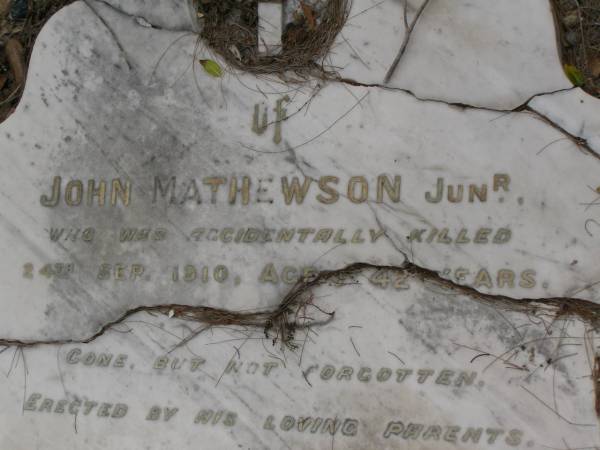 of
JOHN MATHEWSON JUNR.
WHO WAS ACCIDENTALLY KILLED
24TH SEP. 1910, AGED 42 YEARS.
GONE, BUT NOT FORGOTTEN.
ERECTED BY HIS LOVING PARENTS.